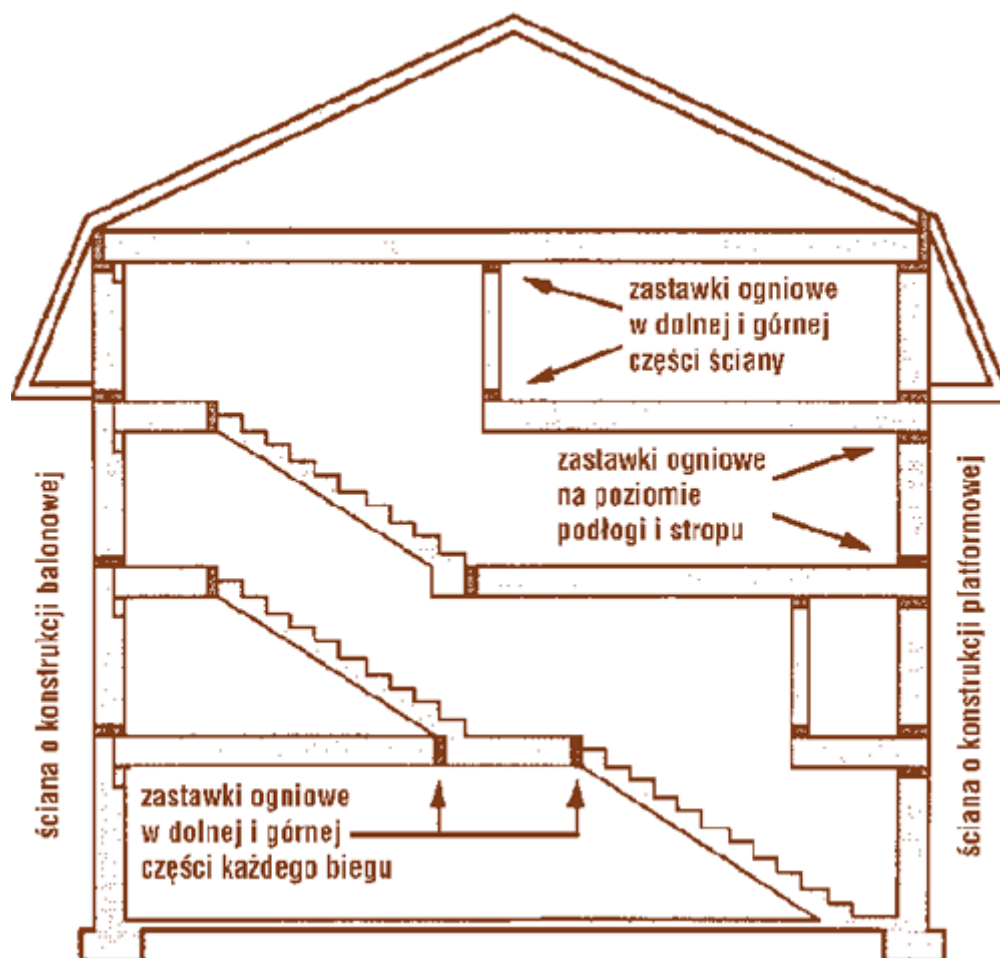 zastawki ogniowe
w dolnej i górnej
części ściany
zastawki ogniowe
na poziomie
podłogi i stropu
ściana o konstrukcji balonowej
ściana o konstrukcji platformowej
zastawki ogniowe
w dolnej i górnej
części każdego biegu